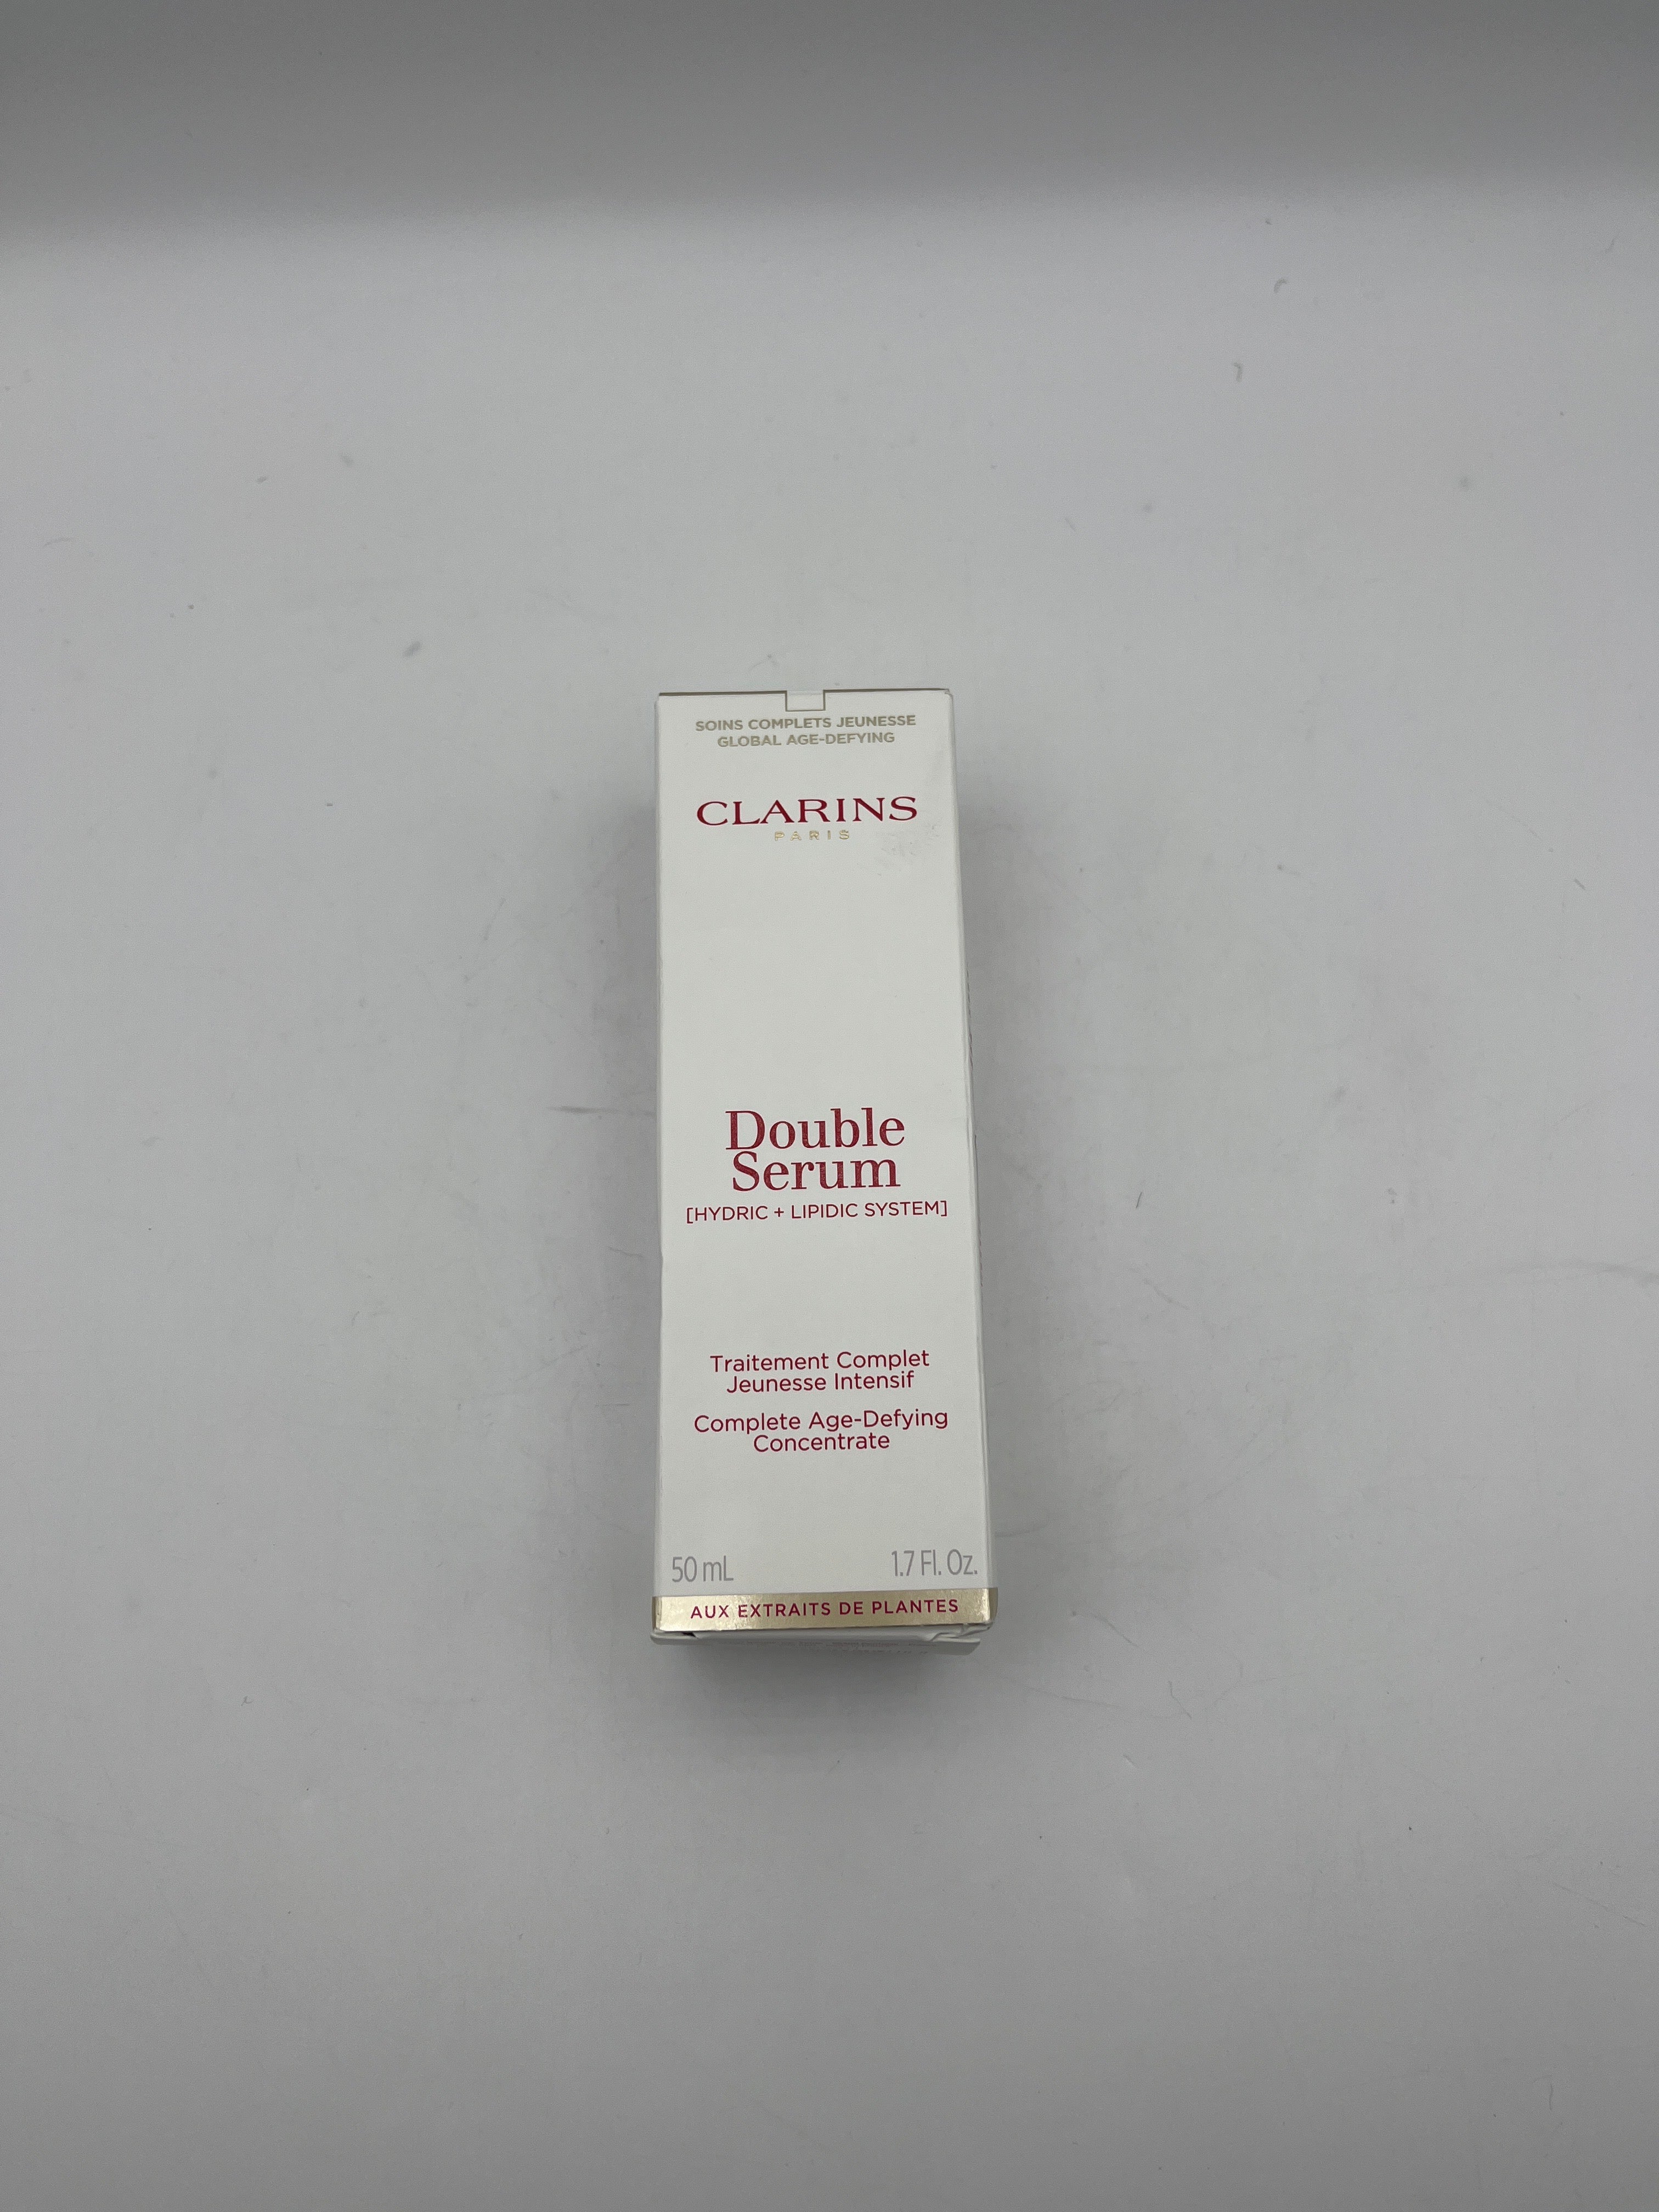 SOINS COMPLETS JEUNESSE
GLOBAL AGE-DEFYING
CLARINS
PARIS
Double
Serum
[HYDRIC + LIPIDIC SYSTEM]
Traitement Complet
Jeunesse Intensif
Complete Age-Defying
Concentrate
50 mL 1.7 Fl. Oz.
AUX EXTRAITS DE PLANTES